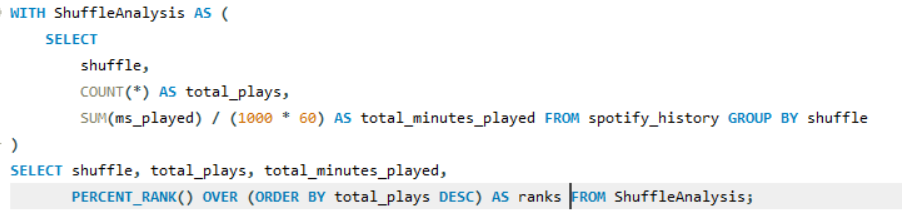 WITH ShuffleAnalysis AS (
SELECT
shuffle,
COUNT(*) AS total_plays,
SUM(ms_played) / (1000 * 60) AS total_minutes_played FROM spotify_history GROUP BY shuffle
)
SELECT shuffle, total_plays, total_minutes_played,
PERCENT_RANK() OVER (ORDER BY total_plays DESC) AS ranks FROM ShuffleAnalysis;